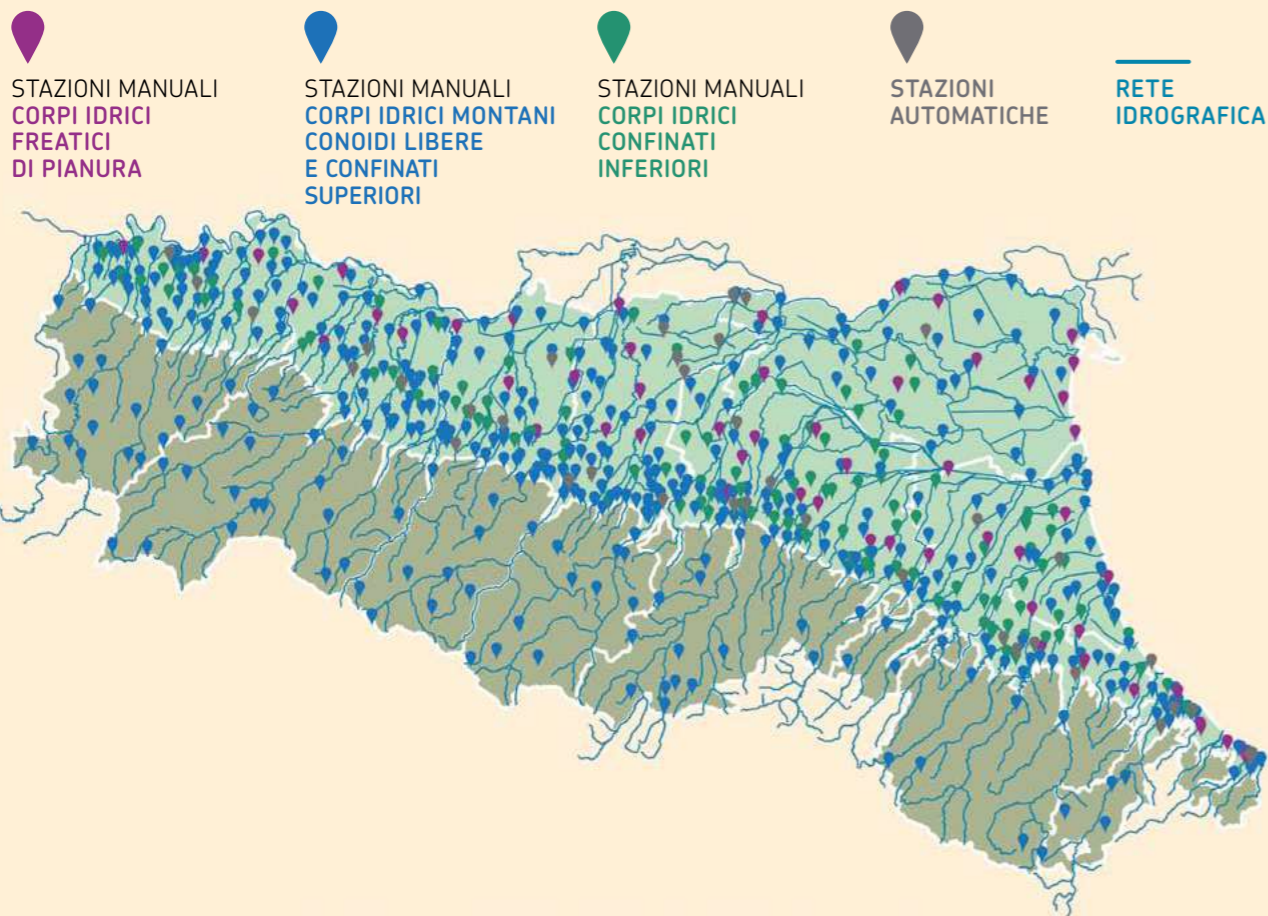 STAZIONI MANUALI
CORPI IDRICI
FREATICI
DI PIANURA
STAZIONI MANUALI
CORPI IDRICI MONTANI
CONOIDI LIBERE
E CONFINATI
SUPERIORI
STAZIONI MANUALI
CORPI IDRICI
CONFINATI
INFERIORI
STAZIONI
AUTOMATICHE
RETE
IDROGRAFICA